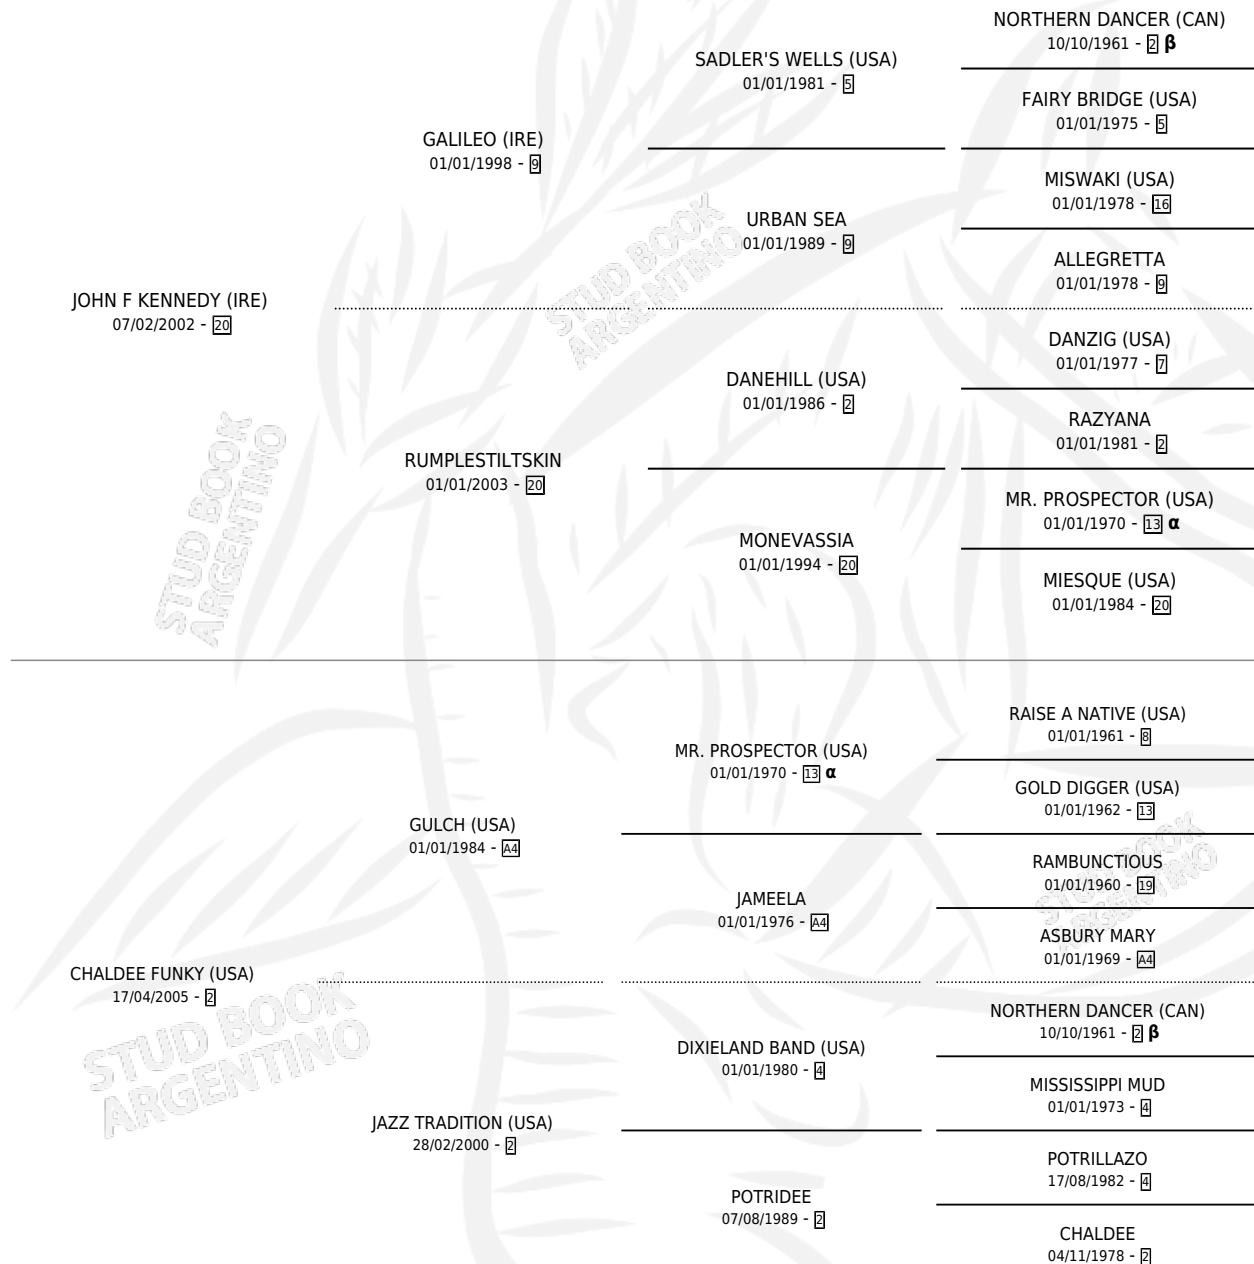 NORTHERN DANCER (CAN)
10/10/1961 - 2 β
SADLER'S WELLS (USA)
01/01/1981 - 5
FAIRY BRIDGE (USA)
01/01/1975 - 5
GALILEO (IRE)
01/01/1998 - 9
MISWAKI (USA)
01/01/1978 - 16
URBAN SEA
01/01/1989 - 9
ALLEGRETTA
01/01/1978 - 9
JOHN F KENNEDY (IRE)
07/02/2002 - 20
DANZIG (USA)
01/01/1977 - 7
DANEHILL (USA)
01/01/1986 - 2
RAZYANA
01/01/1981 - 2
RUMPLESTILTSKIN
01/01/2003 - 20
MR. PROSPECTOR (USA)
01/01/1970 - 13 α
MONEVASSIA
01/01/1994 - 20
MIESQUE (USA)
01/01/1984 - 20
RAISE A NATIVE (USA)
01/01/1961 - 8
MR. PROSPECTOR (USA)
01/01/1970 - 13 α
GOLD DIGGER (USA)
01/01/1962 - 13
GULCH (USA)
01/01/1984 - A4
RAMBUNCTIOUS
01/01/1960 - 19
JAMEELA
01/01/1976 - A4
ASBURY MARY
01/01/1969 - A4
CHALDEE FUNKY (USA)
17/04/2005 - 2
NORTHERN DANCER (CAN)
10/10/1961 - 2 β
DIXIELAND BAND (USA)
01/01/1980 - 4
MISSISSIPPI MUD
01/01/1973 - 4
JAZZ TRADITION (USA)
28/02/2000 - 2
POTRILLAZO
17/08/1982 - 4
POTRIDEE
07/08/1989 - 2
CHALDEE
04/11/1978 - 2
STUD BOOK
ARGENTINO
STUD BOOK
ARGENTINO
STUD BOOK
ARGENTINO
STUD BOOK
ARGENTINO